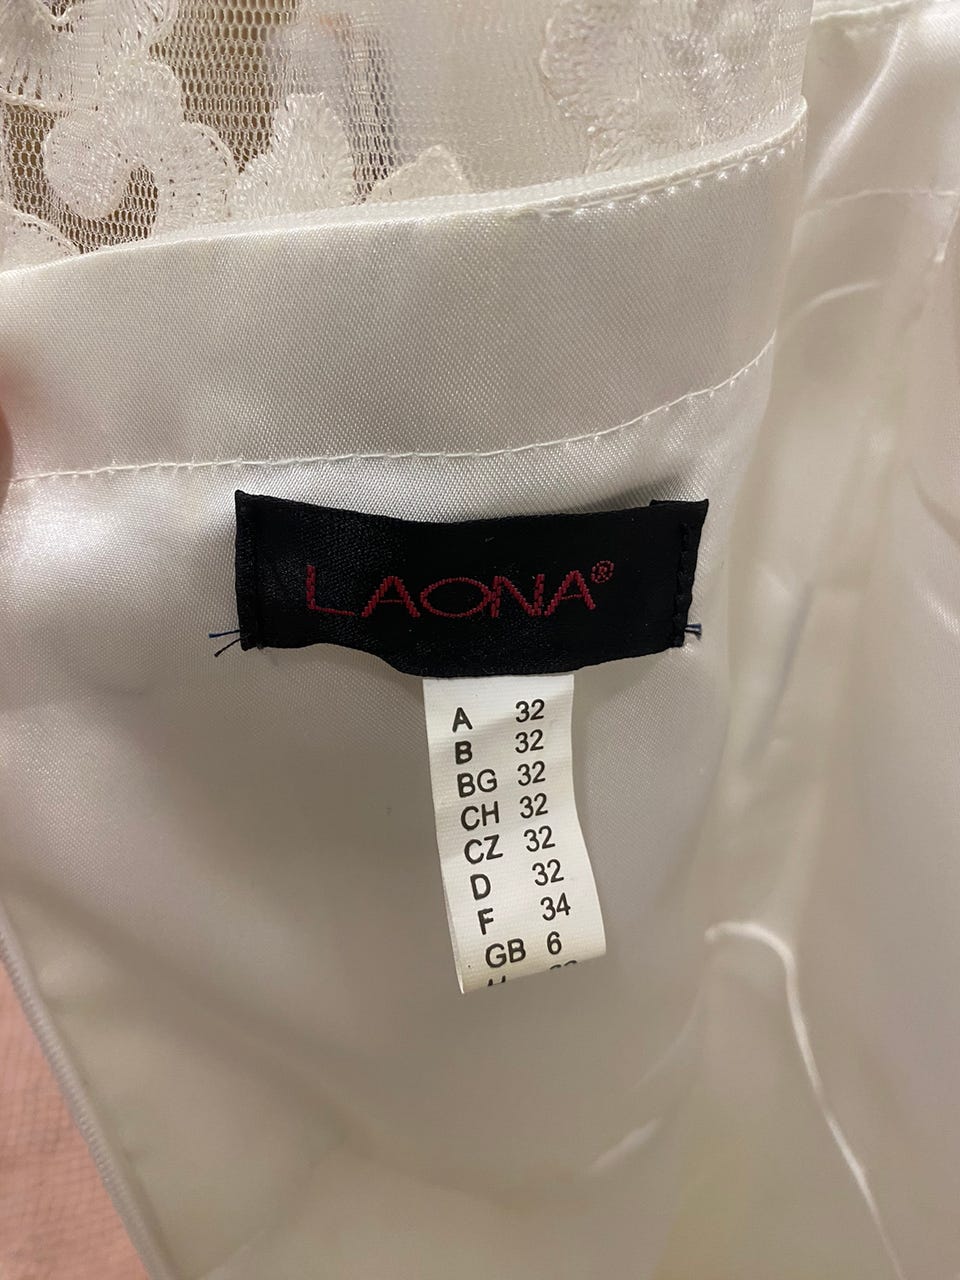 LAONA®
A 32
B 32
BG 32
CH 32
CZ 32
D 32
F 34
GB 6